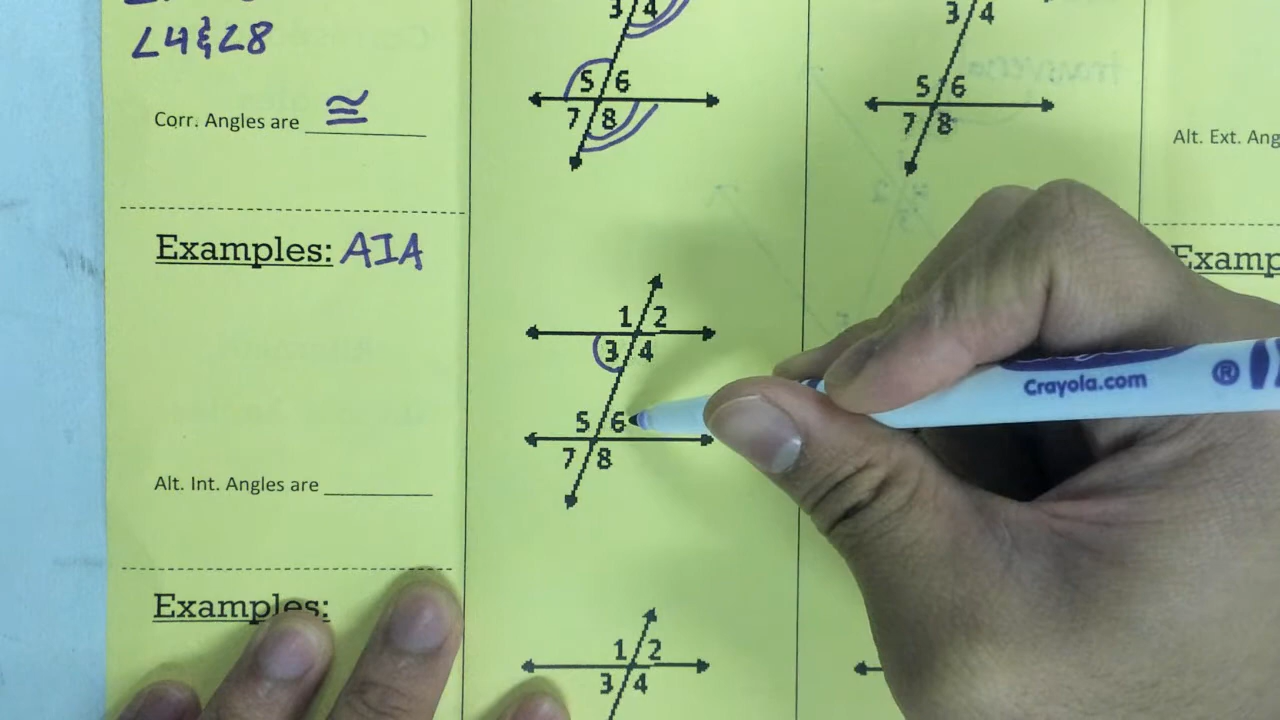 ∠4&∠8
Corr. Angles are ≅
Examples: AIA
Alt. Int. Angles are
Examples:
3 4
5 6
7 8
1 2
3 4
5 6
7 8
1 2
3 4
3 4
5 6
7 8
Alt. Ext. Ang
Examp
Crayola.com ®